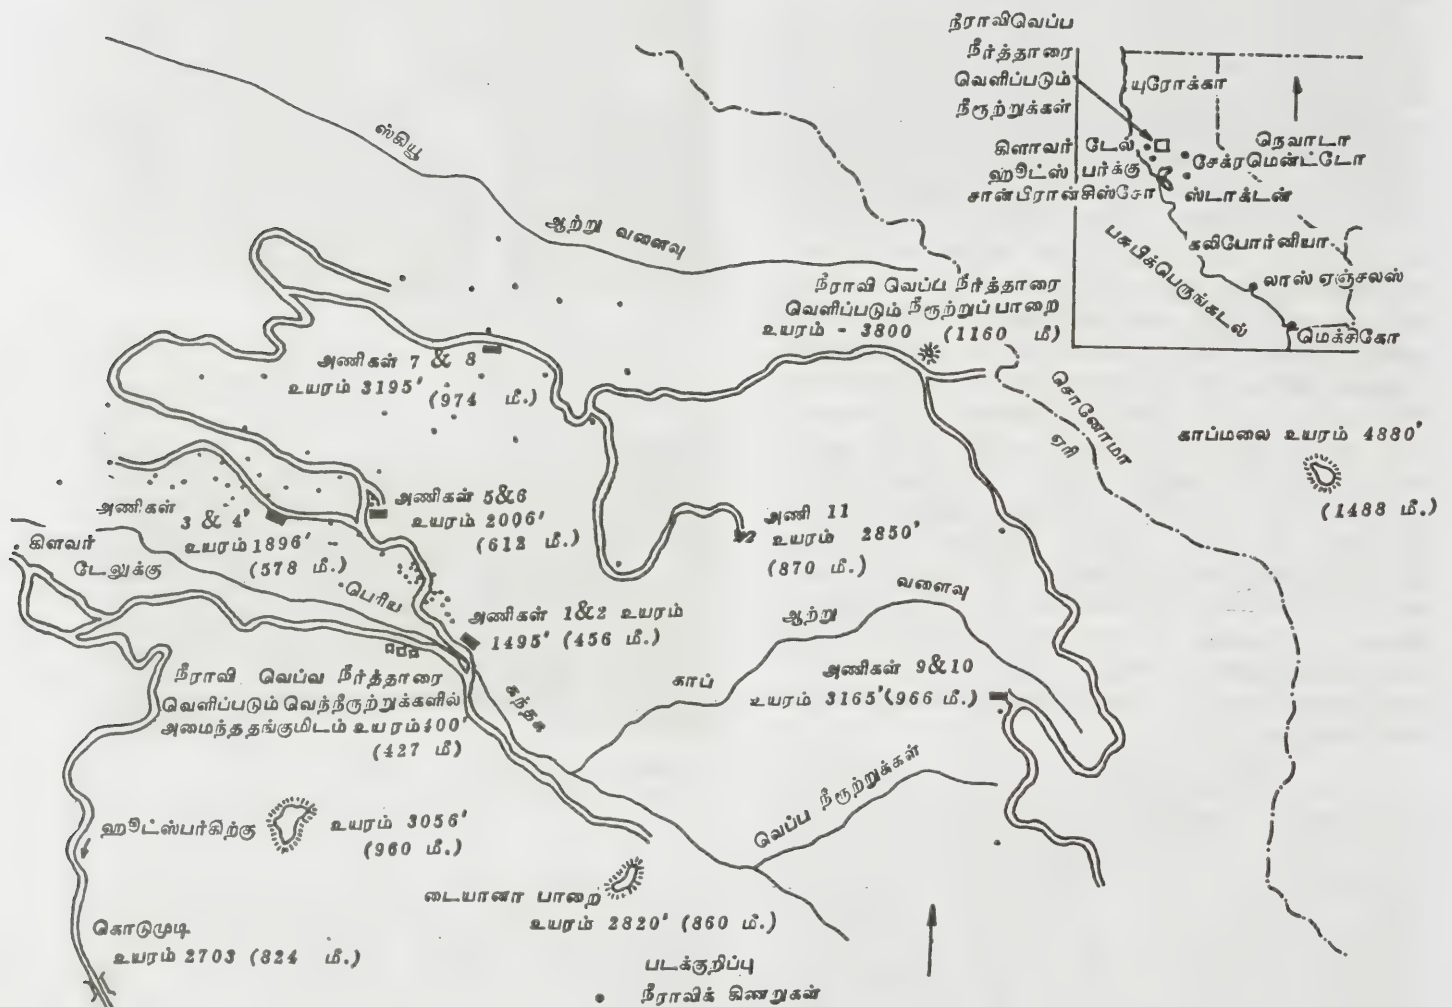 நீராவிவெப்ப
நீர்த்தாரை
வெளிப்படும்
நீரூற்றுக்கள்
யுரோக்கா
நெவாடா
கிளாவர் டேல்
சேக்ரமெண்ட்டோ
ஹூட்ஸ் பர்க்கு
சான்பிரான்சிஸ்சோ
ஸ்டாக்டன்
கலிபோர்னியா
பசுபிக்பெருங்கடல்
லாஸ் ஏஞ்சலஸ்
மெக்சிகோ
ஸ்கியூ
ஆற்று வளைவு
நீராவி வெப்ப நீர்த்தாரை
வெளிப்படும் நீரூற்றுப் பாறை
உயரம் - 3800 (1160 மீ)
அணிகள் 7 & 8
உயரம் 3195'
(974 மீ.)
சொனோமா
ஏரி
காப்மலை உயரம் 4880'
(1488 மீ.)
அணிகள்
3 & 4'
உயரம் 1896' -
(578 மீ.)
அணிகள் 5&6
உயரம் 2006'
(612 மீ.)
அணி 11
உயரம் 2850'
(870 மீ.)
கிளவர்
டேலுக்கு
பெரிய
கந்தக
அணிகள் 1&2 உயரம்
1495' (456 மீ.)
காப்
ஆற்று
வளைவு
அணிகள் 9&10
உயரம் 3165'(966 மீ.)
நீராவி வெப்வ நீர்த்தாரை
வெளிப்படும் வெந்நீரூற்றுக்களில்
அமைந்த தங்குமிடம் உயரம்400'
(427 மீ)
வெப்ப நீரூற்றுக்கள்
ஹூட்ஸ்பர்கிற்கு
உயரம் 3056'
(960 மீ.)
டையானா பாறை
உயரம் 2820' (860 மீ.)
கொடுமுடி
உயரம் 2703 (824 மீ.)
படக்குறிப்பு
• நீராவிக் கிணறுகள்